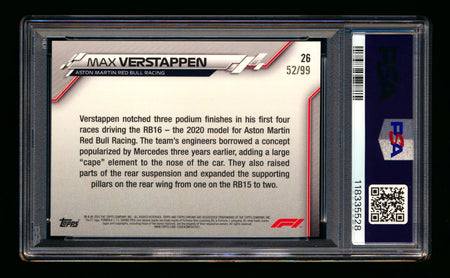 MAX VERSTAPPEN
ASTON MARTIN RED BULL RACING
26
52/99
Verstappen notched three podium finishes in his first four
races driving the RB16 – the 2020 model for Aston Martin
Red Bull Racing. The team's engineers borrowed a concept
popularized by Mercedes three years earlier, adding a large
"cape" element to the nose of the car. They also raised
parts of the rear suspension and expanded the supporting
pillars on the rear wing from one on the RB15 to two.
Topps
F1
PSA
PSA
118335528